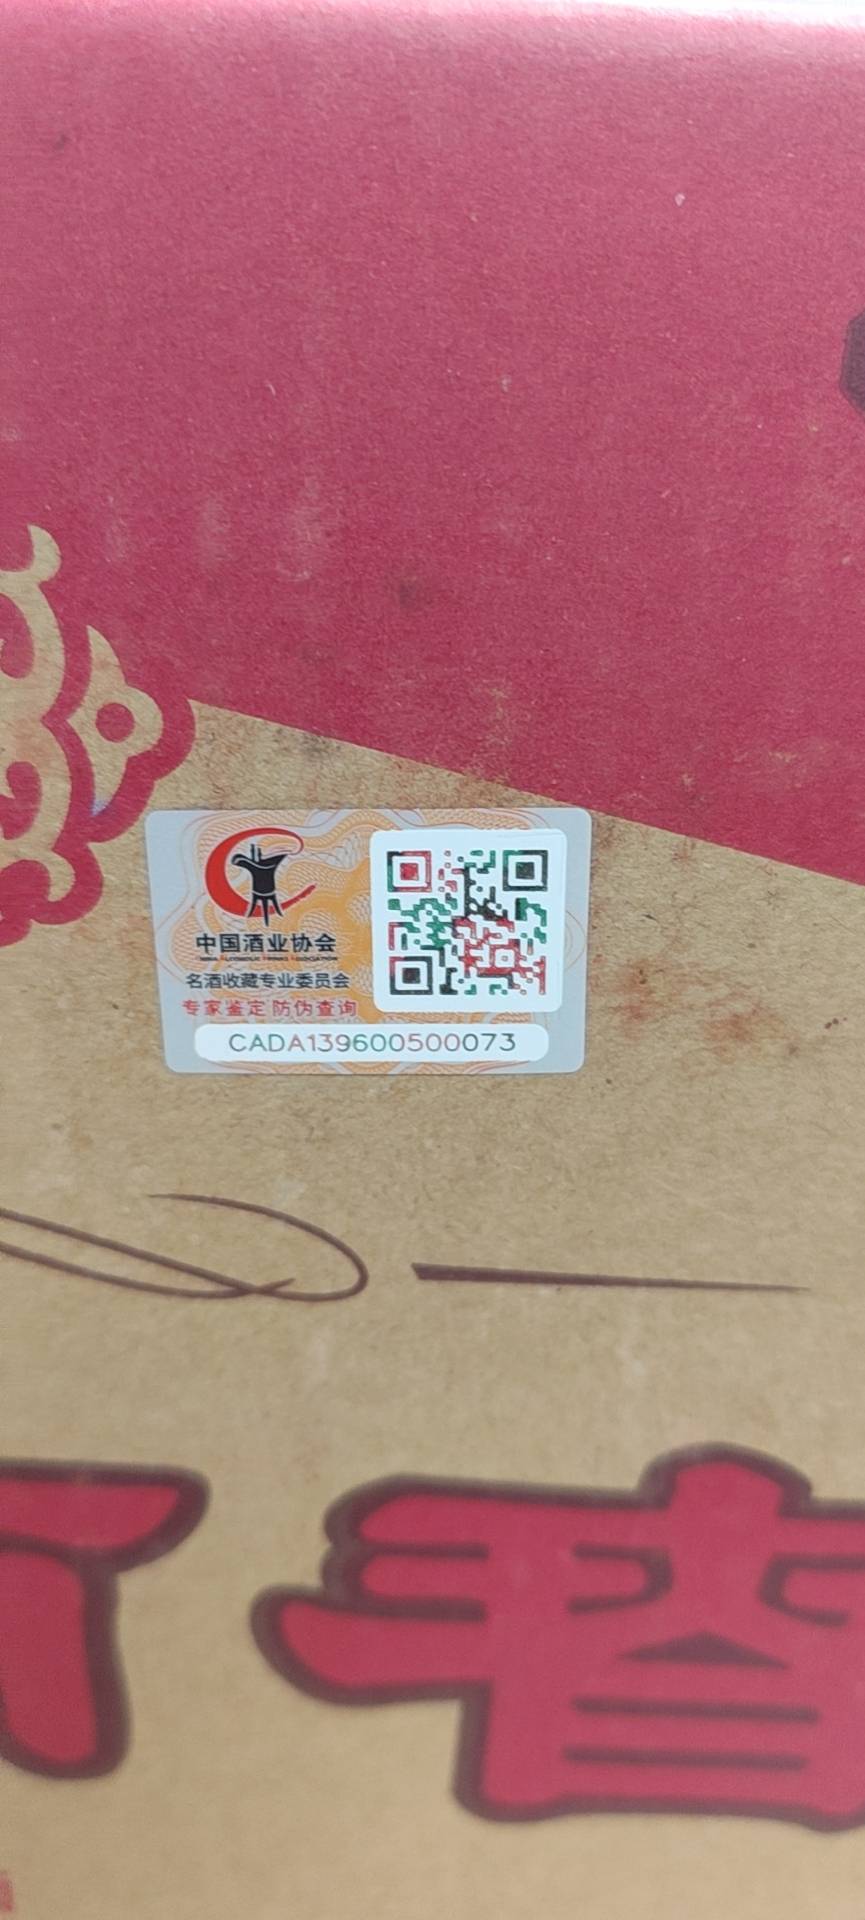 中国酒业协会
名酒收藏专业委员会
专家鉴定 防伪查询
CADA139600500073